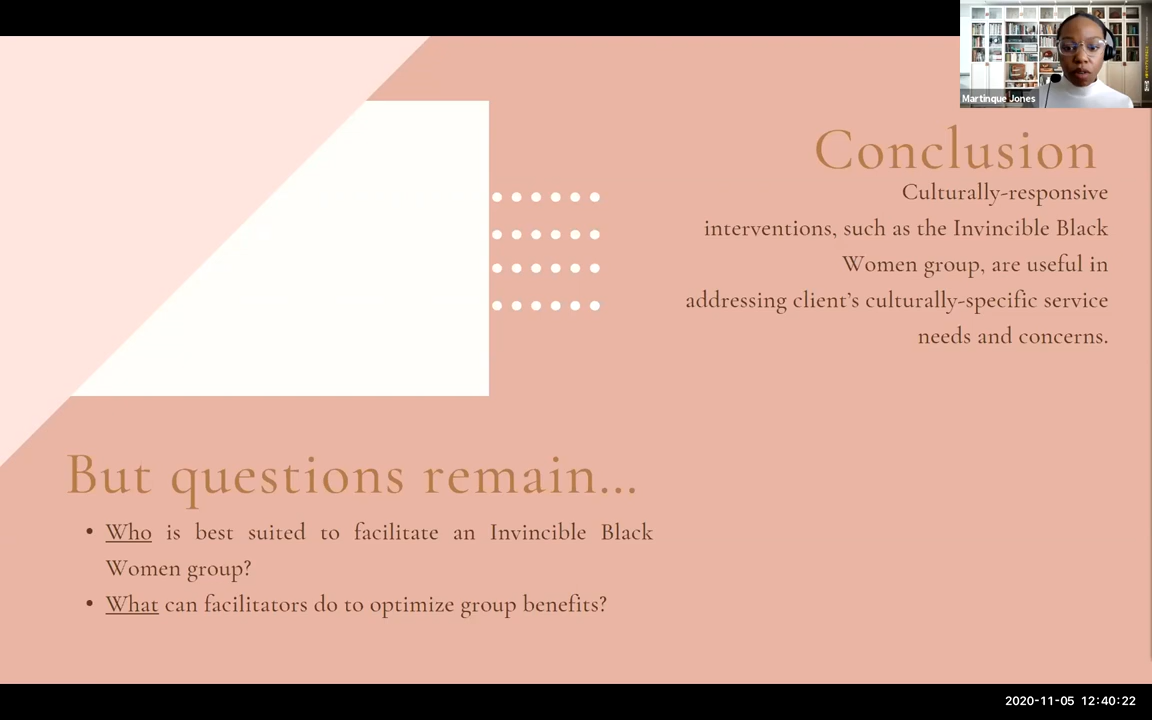 Martinque Jones
Conclusion
Culturally-responsive
interventions, such as the Invincible Black
Women group, are useful in
addressing client’s culturally-specific service
needs and concerns.
But questions remain...
• Who is best suited to facilitate an Invincible Black
Women group?
• What can facilitators do to optimize group benefits?
2020-11-05 12:40:22